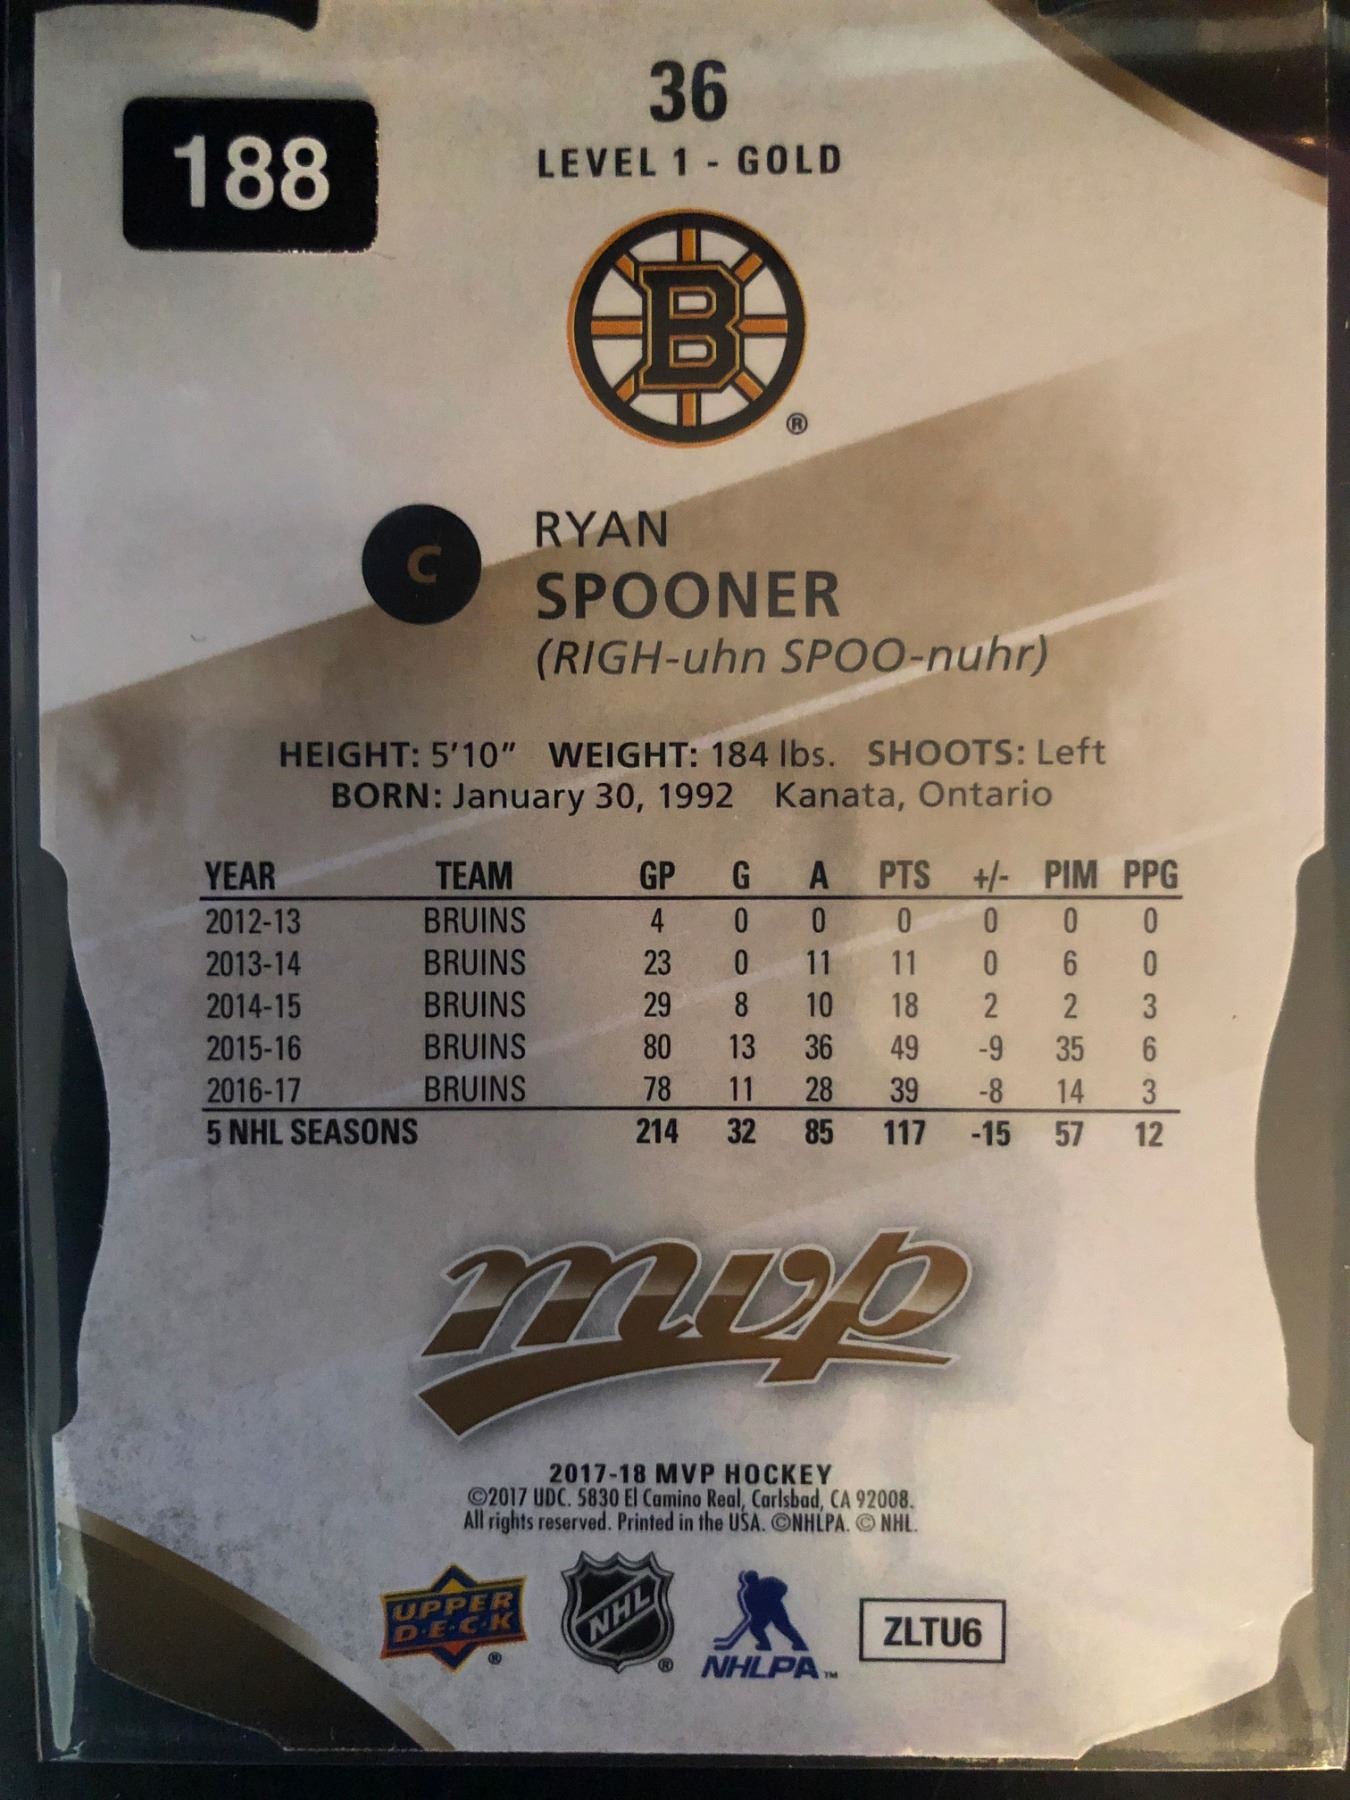 188
36
LEVEL 1 - GOLD
B
®
C
RYAN
SPOONER
(RIGH-uhn SPOO-nuhr)
HEIGHT: 5'10" WEIGHT: 184 lbs. SHOOTS: Left
BORN: January 30, 1992 Kanata, Ontario
YEAR TEAM GP G A PTS +/- PIM PPG
2012-13 BRUINS 4 0 0 0 0 0 0
2013-14 BRUINS 23 0 11 11 0 6 0
2014-15 BRUINS 29 8 10 18 2 2 3
2015-16 BRUINS 80 13 36 49 -9 35 6
2016-17 BRUINS 78 11 28 39 -8 14 3
5 NHL SEASONS 214 32 85 117 -15 57 12
mvp
2017-18 MVP HOCKEY
©2017 UDC. 5830 El Camino Real, Carlsbad, CA 92008.
All rights reserved. Printed in the USA. ©NHLPA. © NHL.
UPPER
D·E·C·K ®
NHL ®
NHLPA™
ZLTU6